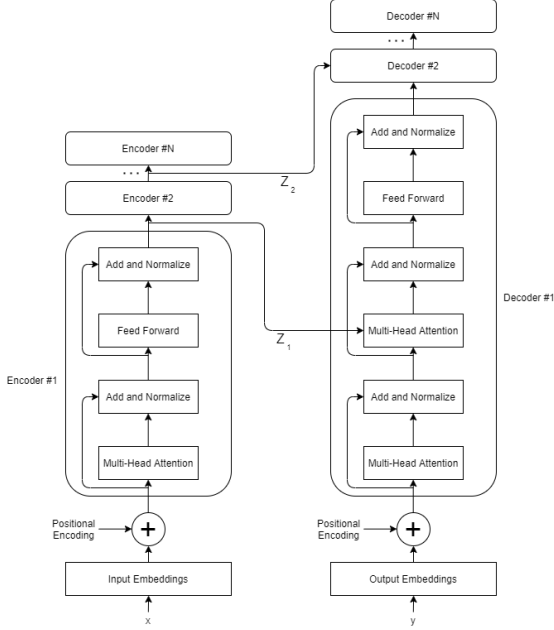 Decoder #N
...
Decoder #2
Add and Normalize
Feed Forward
Add and Normalize
Multi-Head Attention
Add and Normalize
Multi-Head Attention
Decoder #1
Positional
Encoding
+
Output Embeddings
y
Encoder #N
...
Encoder #2
Z 2
Add and Normalize
Feed Forward
Z 1
Encoder #1
Add and Normalize
Multi-Head Attention
Positional
Encoding
+
Input Embeddings
x